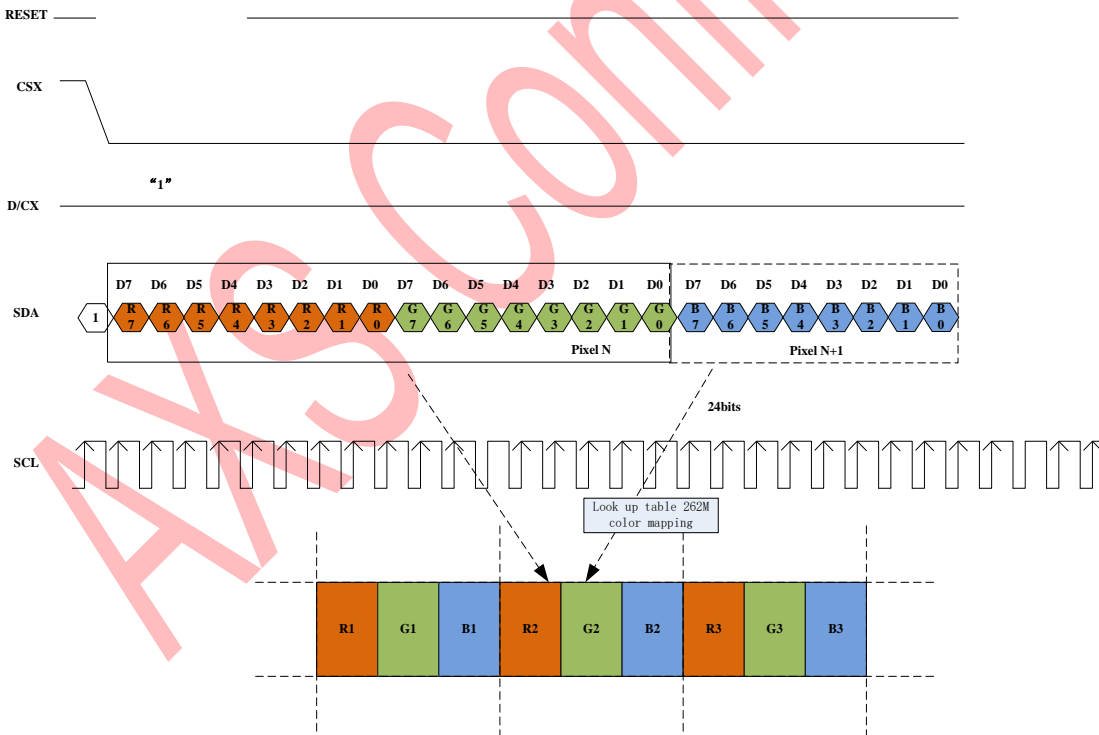 RESET
CSX
“1”
D/CX
D7 D6 D5 D4 D3 D2 D1 D0 D7 D6 D5 D4 D3 D2 D1 D0 D7 D6 D5 D4 D3 D2 D1 D0
SDA 1 R7 R6 R5 R4 R3 R2 R1 R0 G7 G6 G5 G4 G3 G2 G1 G0 B7 B6 B5 B4 B3 B2 B1 B0
Pixel N Pixel N+1
24bits
SCL
Look up table 262M
color mapping
R1 G1 B1 R2 G2 B2 R3 G3 B3
AXS